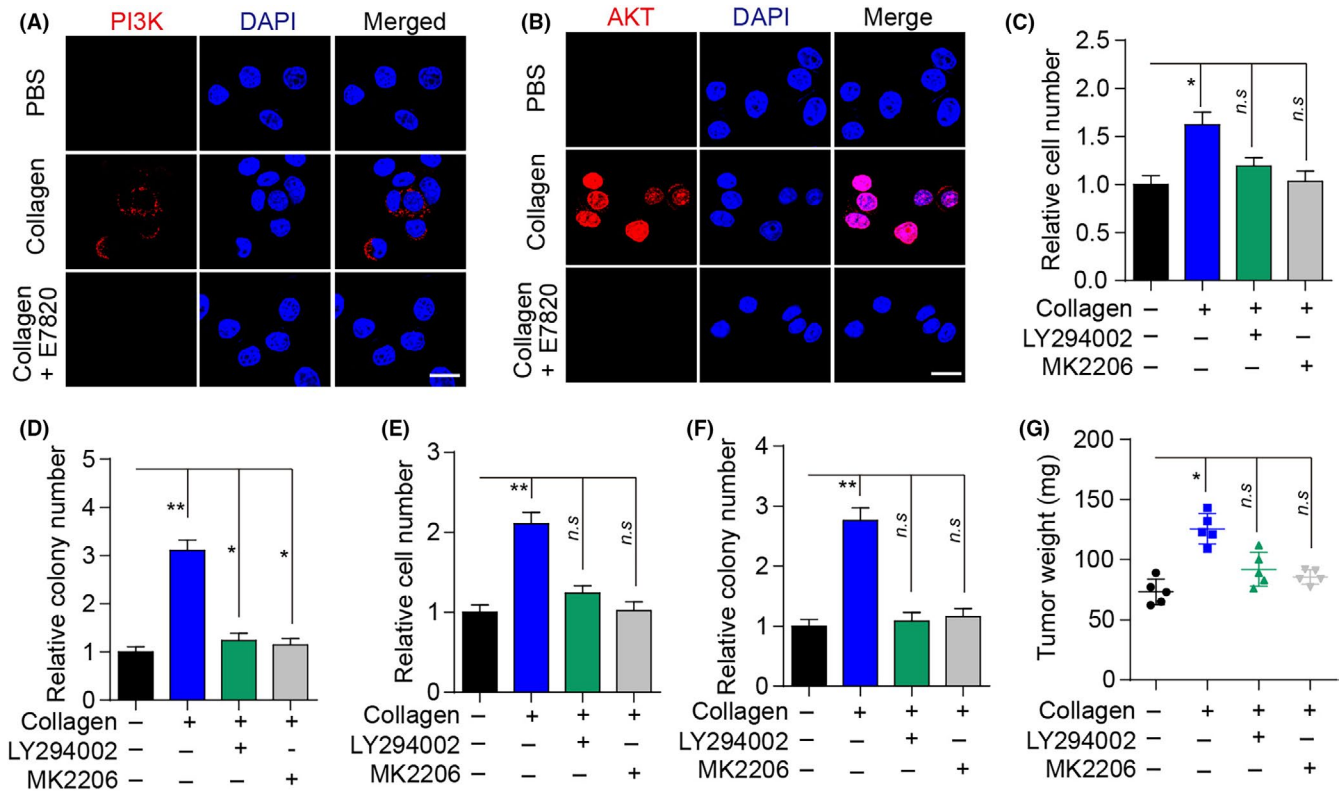 (A) PI3K DAPI Merged
PBS
Collagen
Collagen
+ E7820
(B) AKT DAPI Merge
PBS
Collagen
Collagen
+ E7820
(C)
Relative cell number
2.5
2.0
1.5
1.0
0.5
0.0
* n.s n.s
Collagen – + + +
LY294002 – – + –
MK2206 – – – +
(D)
Relative colony number
5
4
3
2
1
0
** * *
Collagen – + + +
LY294002 – – + -
MK2206 – – – +
(E)
Relative cell number
3
2
1
0
** n.s n.s
Collagen – + + +
LY294002 – – + –
MK2206 – – – +
(F)
Relative colony number
4
3
2
1
0
** n.s n.s
Collagen – + + +
LY294002 – – + –
MK2206 – – – +
(G)
Tumor weight (mg)
200
150
100
50
0
* n.s n.s
Collagen – + + +
LY294002 – – + –
MK2206 – – – +